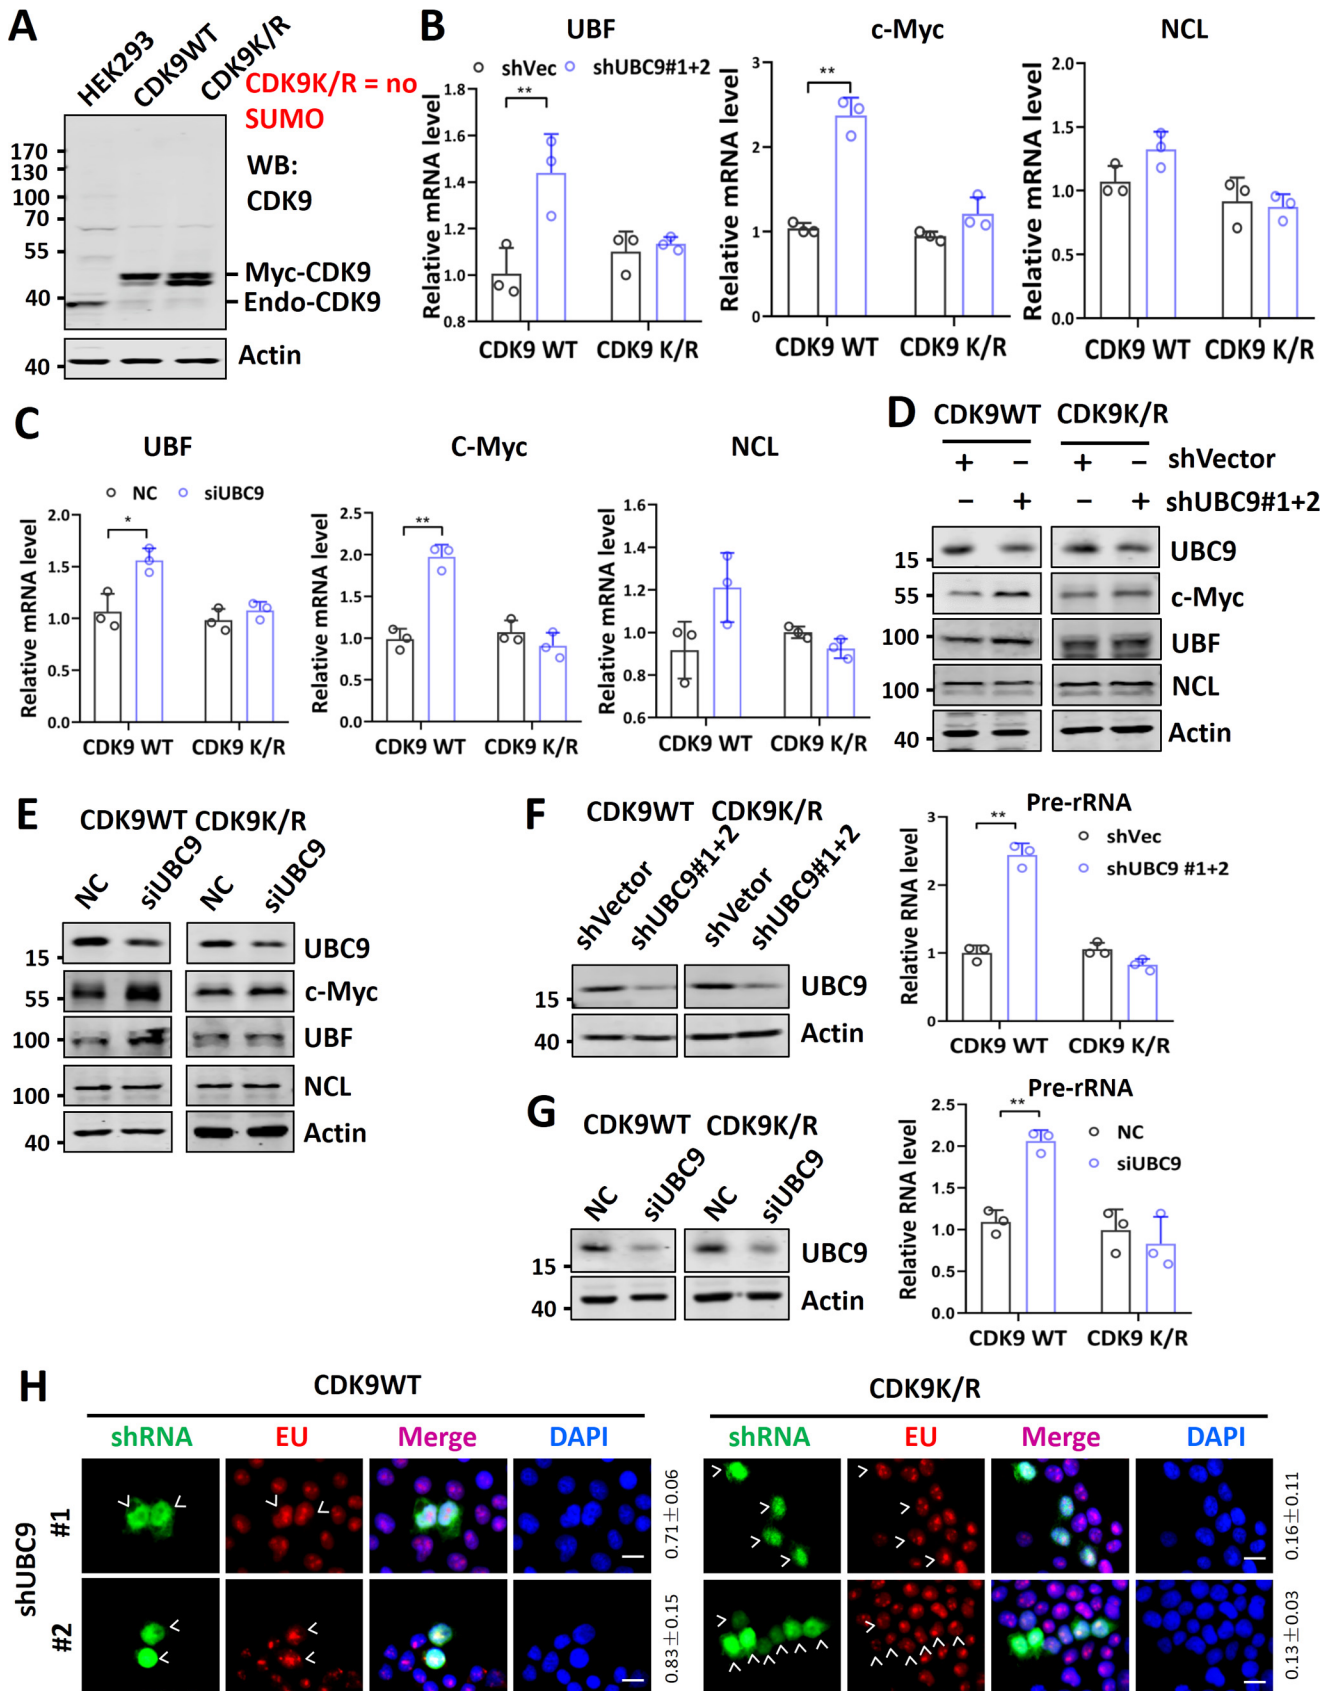 A
HEK293
CDK9WT
CDK9K/R
CDK9K/R = no
SUMO
WB:
CDK9
170
130
100
70
55
40
Myc-CDK9
Endo-CDK9
40
Actin
B
UBF
c-Myc
NCL
shVec
shUBC9#1+2
Relative mRNA level
1.8
1.6
1.4
1.2
1.0
0.8
**
CDK9 WT
CDK9 K/R
Relative mRNA level
3
2
1
0
**
CDK9 WT
CDK9 K/R
Relative mRNA level
2.0
1.5
1.0
0.5
0.0
CDK9 WT
CDK9 K/R
C
UBF
C-Myc
NCL
NC
siUBC9
Relative mRNA level
2.0
1.5
1.0
0.5
0.0
*
CDK9 WT
CDK9 K/R
Relative mRNA level
2.5
2.0
1.5
1.0
0.5
0.0
**
CDK9 WT
CDK9 K/R
Relative mRNA level
1.6
1.4
1.2
1.0
0.8
0.6
CDK9 WT
CDK9 K/R
D
CDK9WT
CDK9K/R
+ − + − shVector
− + − + shUBC9#1+2
15
UBC9
55
c-Myc
100
UBF
100
NCL
40
Actin
E
CDK9WT
CDK9K/R
NC
siUBC9
NC
siUBC9
15
UBC9
55
c-Myc
100
UBF
100
NCL
40
Actin
F
CDK9WT
CDK9K/R
shVector
shUBC9#1+2
shVetor
shUBC9#1+2
15
UBC9
40
Actin
Pre-rRNA
Relative RNA level
3
2
1
0
**
shVec
shUBC9 #1+2
CDK9 WT
CDK9 K/R
G
CDK9WT
CDK9K/R
NC
siUBC9
NC
siUBC9
15
UBC9
40
Actin
Pre-rRNA
Relative RNA level
2.5
2.0
1.5
1.0
0.5
0.0
**
NC
siUBC9
CDK9 WT
CDK9 K/R
H
CDK9WT
CDK9K/R
shRNA
EU
Merge
DAPI
shRNA
EU
Merge
DAPI
shUBC9
#1
0.71±0.06
0.16±0.11
#2
0.83±0.15
0.13±0.03